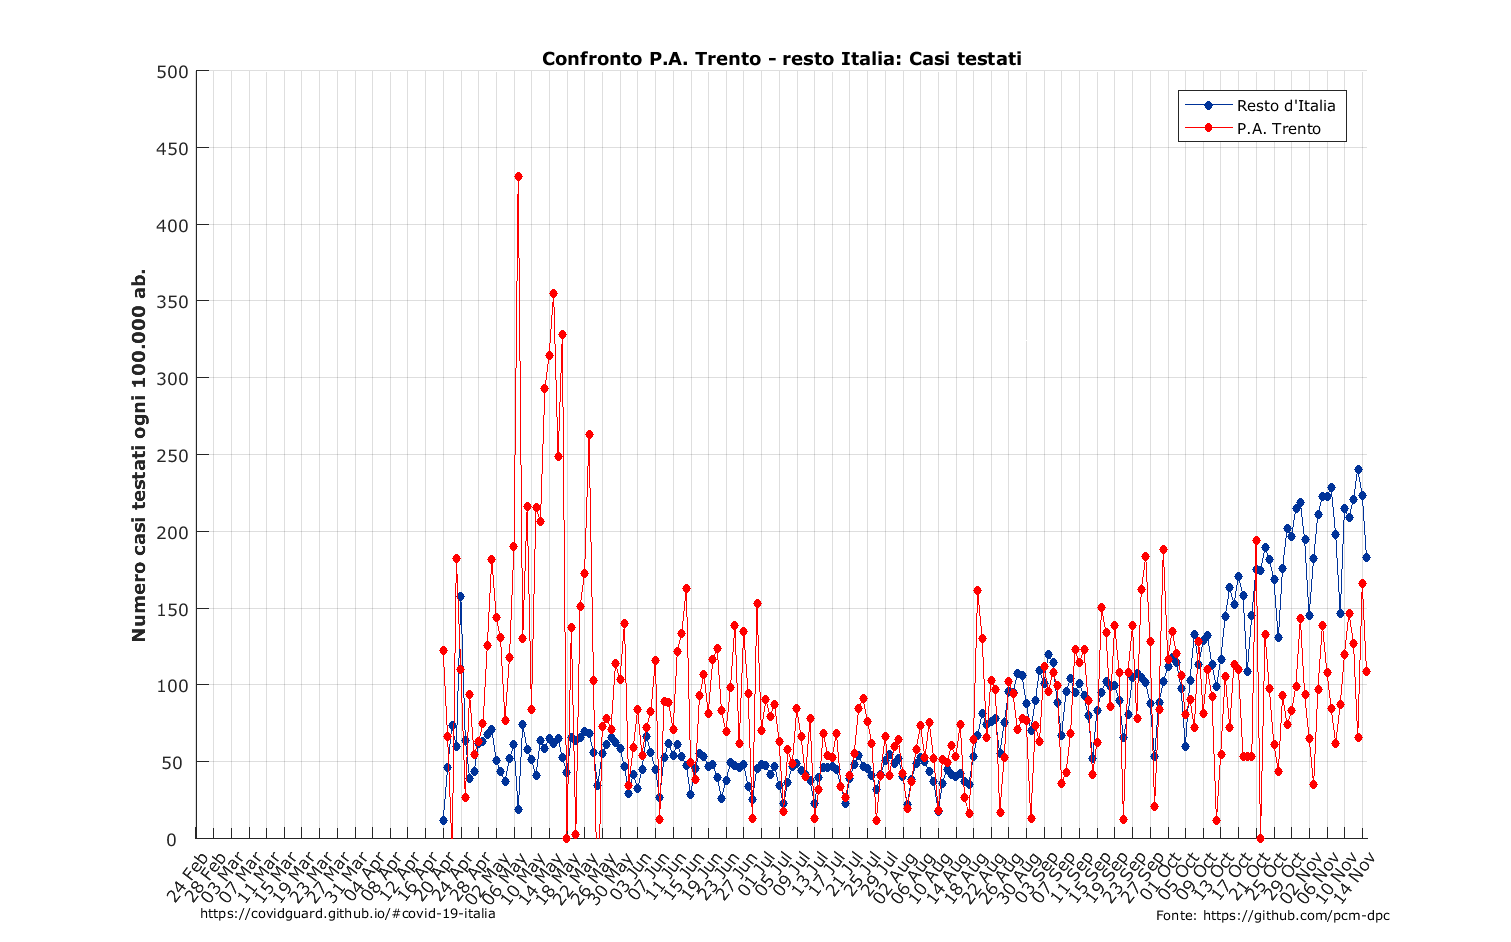 Confronto P.A. Trento - resto Italia: Casi testati
Resto d'Italia
P.A. Trento
Numero casi testati ogni 100.000 ab.
500
450
400
350
300
250
200
150
100
50
0
24 Feb
28 Feb
03 Mar
07 Mar
11 Mar
15 Mar
19 Mar
23 Mar
27 Mar
31 Mar
04 Apr
08 Apr
12 Apr
16 Apr
20 Apr
24 Apr
28 Apr
02 May
06 May
10 May
14 May
18 May
22 May
26 May
30 May
03 Jun
07 Jun
11 Jun
15 Jun
19 Jun
23 Jun
27 Jun
01 Jul
05 Jul
09 Jul
13 Jul
17 Jul
21 Jul
25 Jul
29 Jul
02 Aug
06 Aug
10 Aug
14 Aug
18 Aug
22 Aug
26 Aug
30 Aug
03 Sep
07 Sep
11 Sep
15 Sep
19 Sep
23 Sep
27 Sep
01 Oct
05 Oct
09 Oct
13 Oct
17 Oct
21 Oct
25 Oct
29 Oct
02 Nov
06 Nov
10 Nov
14 Nov
https://covidguard.github.io/#covid-19-italia
Fonte: https://github.com/pcm-dpc